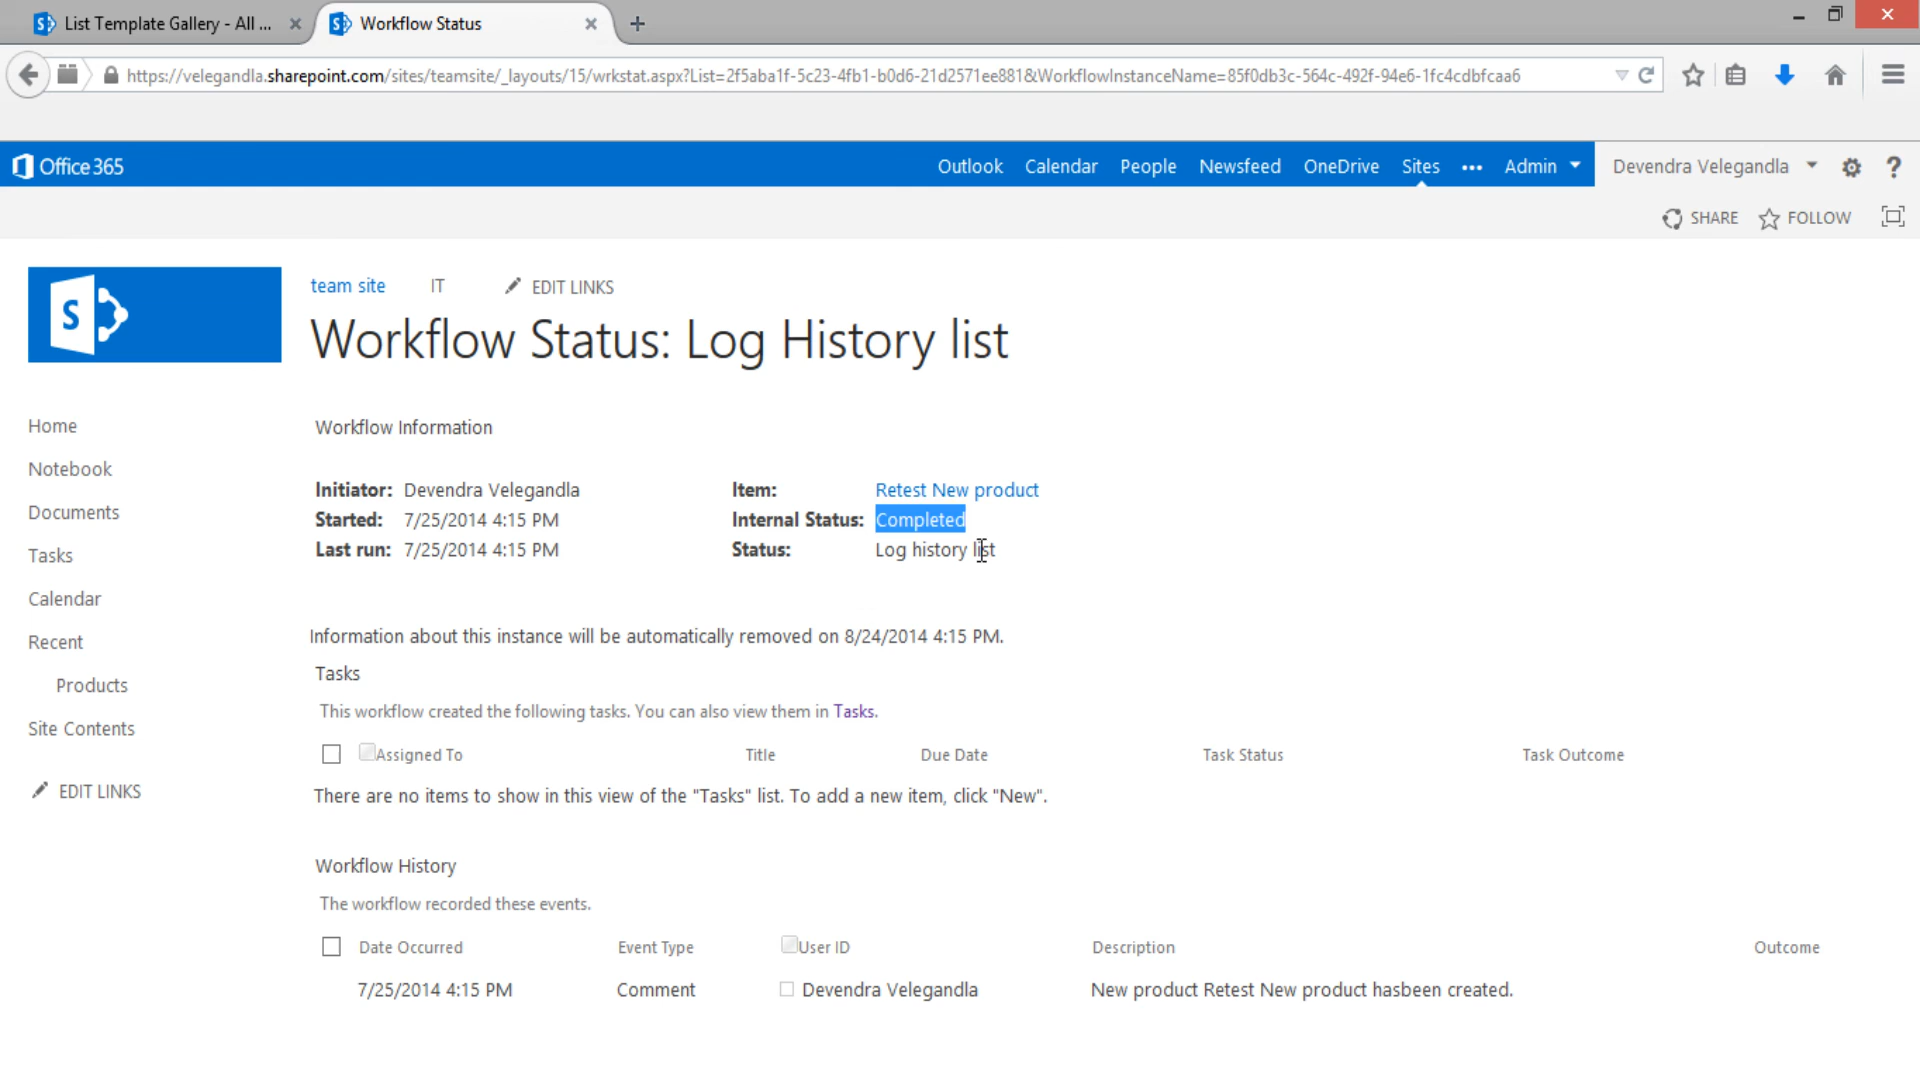 List Template Gallery - All ...
Workflow Status
https://velegandla.sharepoint.com/sites/teamsite/_layouts/15/wrkstat.aspx?List=2f5aba1f-5c23-4fb1-b0d6-21d2571ee881&WorkflowInstanceName=85f0db3c-564c-492f-94e6-1fc4cdbfcaa6
Office 365
Outlook Calendar People Newsfeed OneDrive Sites ••• Admin Devendra Velegandla ?
SHARE FOLLOW
S
team site IT EDIT LINKS
Workflow Status: Log History list
Home
Notebook
Documents
Tasks
Calendar
Recent
Products
Site Contents
EDIT LINKS
Workflow Information
Initiator: Devendra Velegandla Item: Retest New product
Started: 7/25/2014 4:15 PM Internal Status: Completed
Last run: 7/25/2014 4:15 PM Status: Log history list
Information about this instance will be automatically removed on 8/24/2014 4:15 PM.
Tasks
This workflow created the following tasks. You can also view them in Tasks.
Assigned To Title Due Date Task Status Task Outcome
There are no items to show in this view of the "Tasks" list. To add a new item, click "New".
Workflow History
The workflow recorded these events.
Date Occurred Event Type User ID Description Outcome
7/25/2014 4:15 PM Comment Devendra Velegandla New product Retest New product hasbeen created.